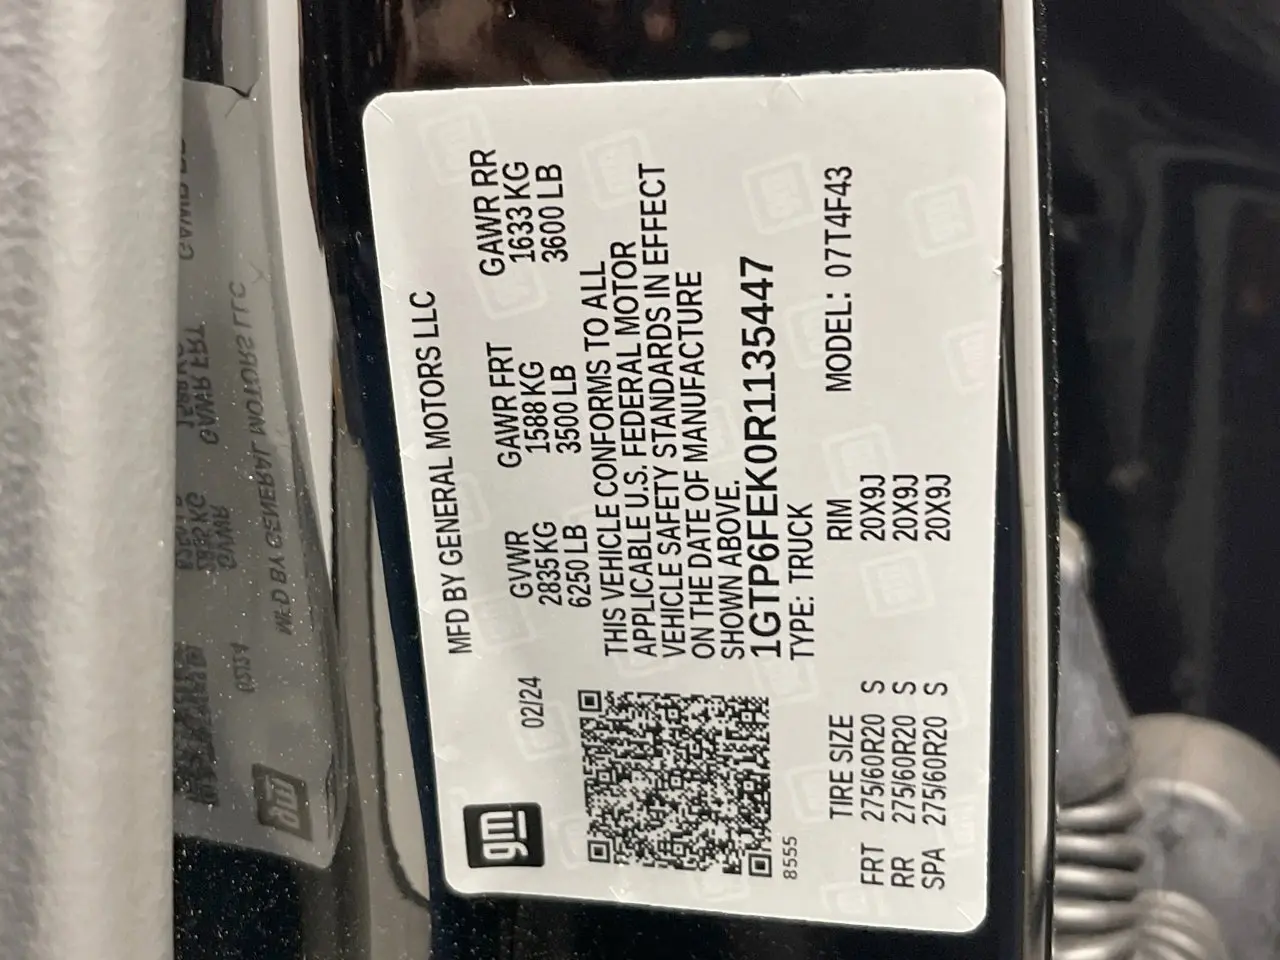 gm
MFD BY GENERAL MOTORS LLC
02/24
GVWR GAWR FRT GAWR RR
2835 KG 1588 KG 1633 KG
6250 LB 3500 LB 3600 LB
THIS VEHICLE CONFORMS TO ALL
APPLICABLE U.S. FEDERAL MOTOR
VEHICLE SAFETY STANDARDS IN EFFECT
ON THE DATE OF MANUFACTURE
SHOWN ABOVE.
1GTP6FEK0R1135447
8555
TYPE: TRUCK
TIRE SIZE RIM MODEL: 07T4F43
FRT 275/60R20 S 20X9J
RR 275/60R20 S 20X9J
SPA 275/60R20 S 20X9J